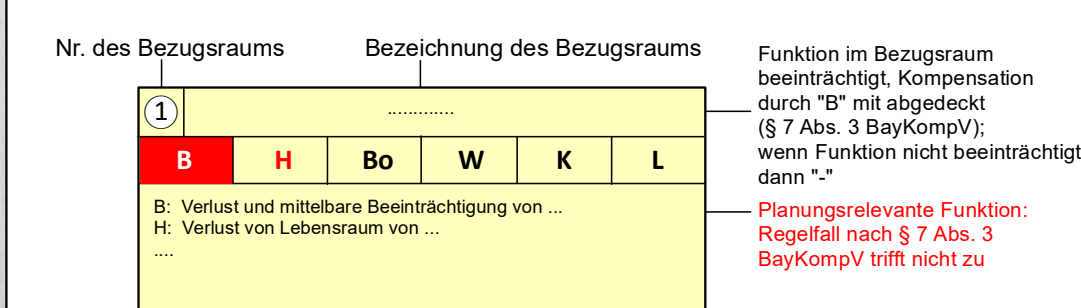 Nr. des Bezugsraums
Bezeichnung des Bezugsraums
1
.............
B H Bo W K L
B: Verlust und mittelbare Beeinträchtigung von ...
H: Verlust von Lebensraum von ...
....
Funktion im Bezugsraum
beeinträchtigt, Kompensation
durch "B" mit abgedeckt
(§ 7 Abs. 3 BayKompV);
wenn Funktion nicht beeinträchtigt
dann "-"
Planungsrelevante Funktion:
Regelfall nach § 7 Abs. 3
BayKompV trifft nicht zu